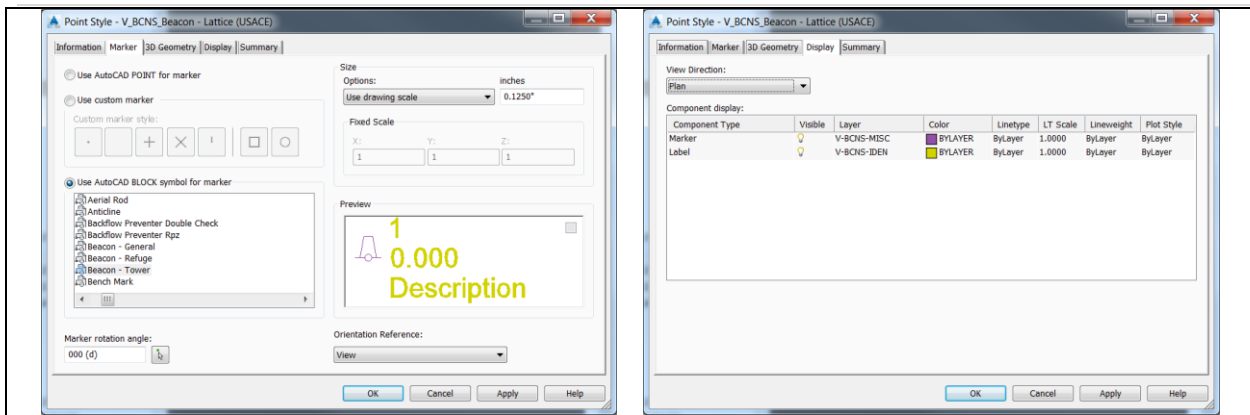 Point Style - V_BCNS_Beacon - Lattice (USACE)
Information Marker 3D Geometry Display Summary
Use AutoCAD POINT for marker
Use custom marker
Custom marker style:
Use AutoCAD BLOCK symbol for marker
Aerial Rod
Anticline
Backflow Preventer Double Check
Backflow Preventer Rpz
Beacon - General
Beacon - Refuge
Beacon - Tower
Bench Mark
Marker rotation angle:
000 (d)
Size
Options: inches
Use drawing scale 0.1250"
Fixed Scale
X: Y: Z:
1 1 1
Preview
1
0.000
Description
Orientation Reference:
View
OK Cancel Apply Help
Point Style - V_BCNS_Beacon - Lattice (USACE)
Information Marker 3D Geometry Display Summary
View Direction:
Plan
Component display:
Component Type Visible Layer Color Linetype LT Scale Lineweight Plot Style
Marker V-BCNS-MISC BYLAYER ByLayer 1.0000 ByLayer ByLayer
Label V-BCNS-IDEN BYLAYER ByLayer 1.0000 ByLayer ByLayer
OK Cancel Apply Help